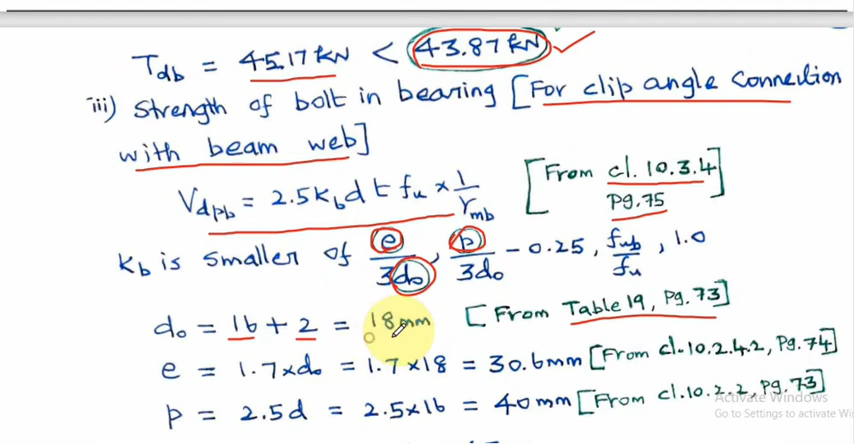 Tdb = 45.17 kN < 43.87 kN ✓
iii) Strength of bolt in bearing [For clip angle connection
with beam web]
Vdpb = 2.5 kb d t fu × 1/γmb [From cl. 10.3.4
Pg. 75]
Kb is smaller of e/3do, p/3do - 0.25, fub/fu, 1.0
do = 16 + 2 = 18mm [From Table 19, Pg. 73]
e = 1.7×do = 1.7×18 = 30.6mm [From cl.10.2.4.2, Pg.74]
p = 2.5d = 2.5×16 = 40mm [From cl.10.2.2, Pg.73]
Activate Windows
Go to Settings to activate Wi